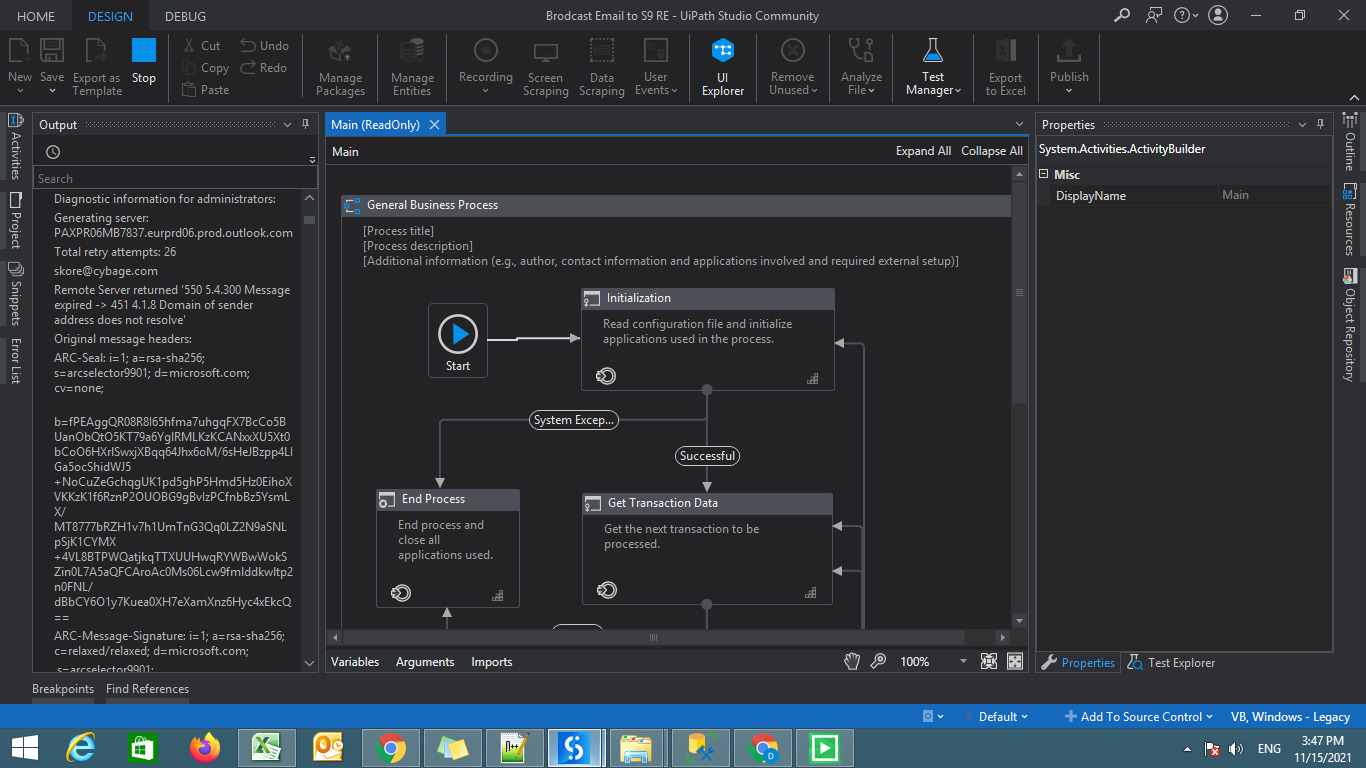 HOME
DESIGN
DEBUG
Brodcast Email to S9 RE - UiPath Studio Community
New
Save
Export as
Template
Stop
Cut
Copy
Paste
Undo
Redo
Manage
Packages
Manage
Entities
Recording
Screen
Scraping
Data
Scraping
User
Events
UI
Explorer
Remove
Unused
Analyze
File
Test
Manager
Export
to Excel
Publish
Activities
Project
Snippets
Error List
Output
Search
Diagnostic information for administrators:
Generating server:
PAXPR06MB7837.eurprd06.prod.outlook.com
Total retry attempts: 26
skore@cybage.com
Remote Server returned '550 5.4.300 Message
expired -> 451 4.1.8 Domain of sender
address does not resolve'
Original message headers:
ARC-Seal: i=1; a=rsa-sha256;
s=arcselector9901; d=microsoft.com;
cv=none;
+NoCuZeGchqgUK1pd5ghP5Hmd5Hz0EihoX
X/
==
ARC-Message-Signature: i=1; a=rsa-sha256;
c=relaxed/relaxed; d=microsoft.com;
s=arcselector9901;
Breakpoints
Find References
Main (ReadOnly)
Main
Expand All
Collapse All
General Business Process
[Process title]
[Process description]
[Additional information (e.g., author, contact information and applications involved and required external setup)]
Start
Initialization
Read configuration file and initialize
applications used in the process.
System Excep...
Successful
End Process
End process and
close all
applications used.
Get Transaction Data
Get the next transaction to be
processed.
Variables
Arguments
Imports
100%
Properties
System.Activities.ActivityBuilder
Misc
DisplayName
Main
Properties
Test Explorer
Outline
Resources
Object Repository
Default
Add To Source Control
VB, Windows - Legacy
ENG
3:47 PM
11/15/2021